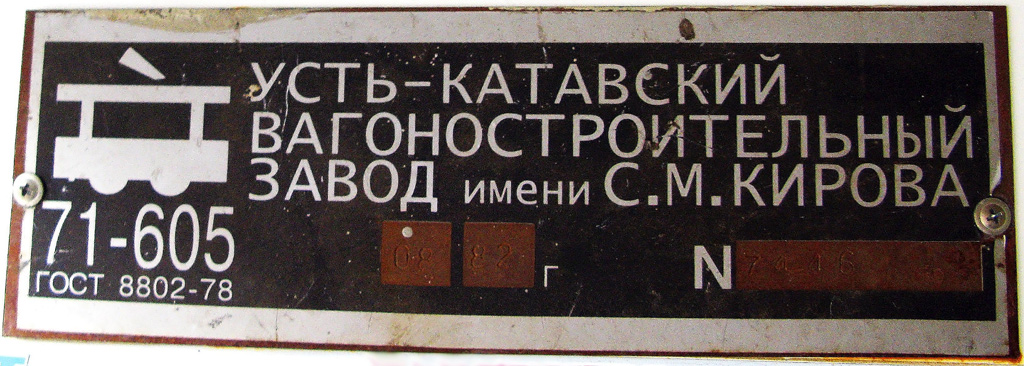 УСТЬ-КАТАВСКИЙ
ВАГОНОСТРОИТЕЛЬНЫЙ
ЗАВОД имени С.М.КИРОВА
71-605
ГОСТ 8802-78
08 82 г
N